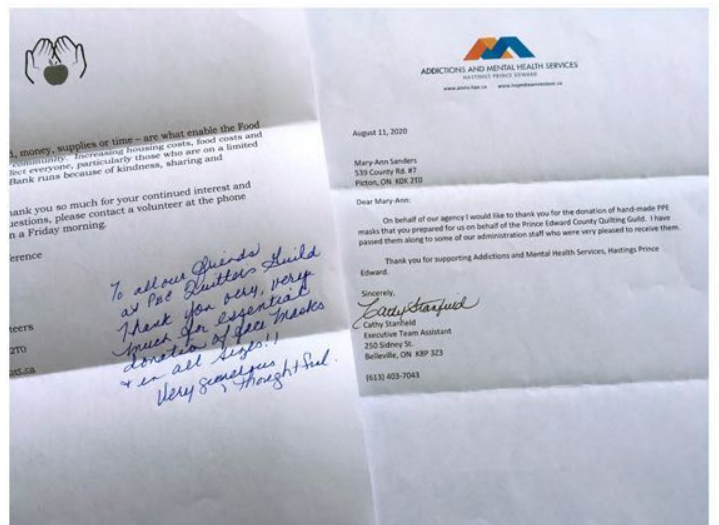 , money, supplies or time – are what enable the Food
community. Increasing housing costs, food costs and
fect everyone, particularly those who are on a limited
Bank runs because of kindness, sharing and
ank you so much for your continued interest and
uestions, please contact a volunteer at the phone
n a Friday morning.
erence
To all our friends
at PEC Quilters Guild
Thank you very, very
much for essential
donation of face masks
& in all sizes!!
Very generous
& thoughtful.
teers
2T0
ats.ca
ADDICTIONS AND MENTAL HEALTH SERVICES
HASTINGS PRINCE EDWARD
August 11, 2020
Mary-Ann Sanders
539 County Rd. #7
Picton, ON K0K 2T0
Dear Mary-Ann:
On behalf of our agency I would like to thank you for the donation of hand-made PPE
masks that you prepared for us on behalf of the Prince Edward County Quilting Guild. I have
passed them along to some of our administration staff who were very pleased to receive them.
Thank you for supporting Addictions and Mental Health Services, Hastings Prince
Edward.
Sincerely,
Cathy Stanfield
Cathy Stanfield
Executive Team Assistant
250 Sidney St.
Belleville, ON K8P 3Z3
(613) 403-7043